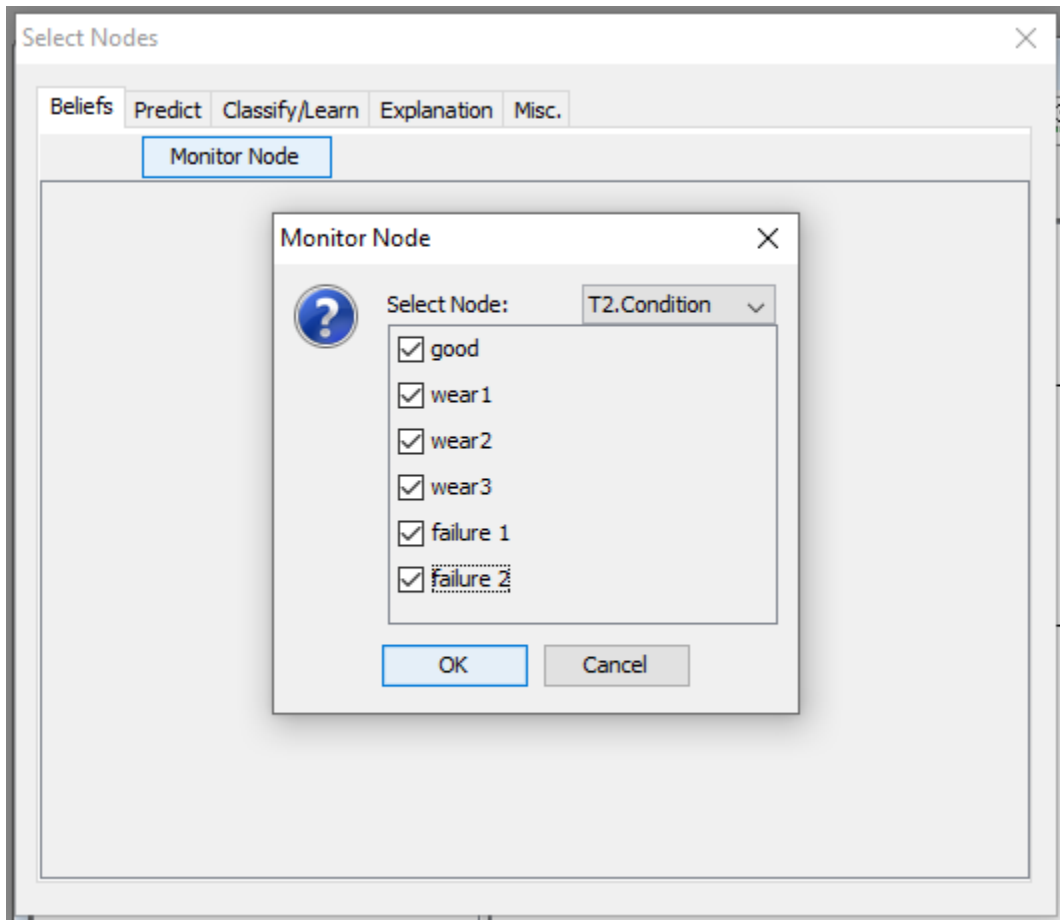 Select Nodes
Beliefs Predict Classify/Learn Explanation Misc.
Monitor Node
Monitor Node
Select Node: T2.Condition
good
wear1
wear2
wear3
failure 1
failure 2
OK Cancel